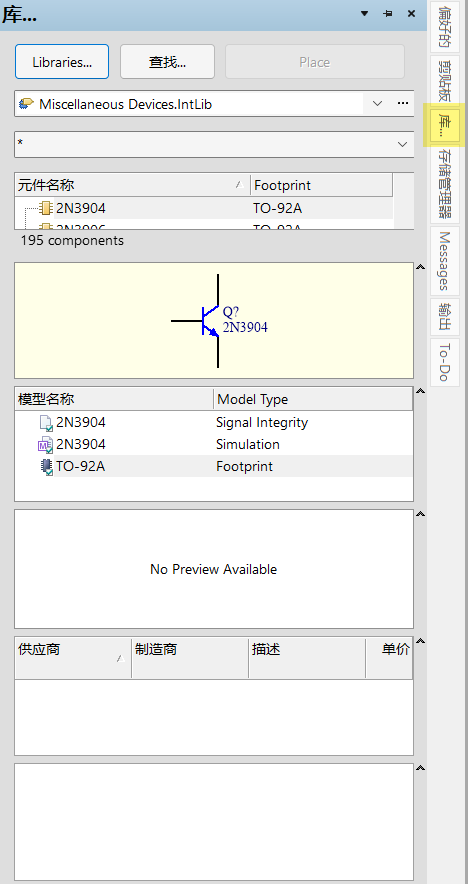 库...
Libraries...
查找...
Place
Miscellaneous Devices.IntLib
...
*
元件名称 Footprint
2N3904 TO-92A
2N3906 TO-92A
195 components
Q?
2N3904
模型名称 Model Type
2N3904 Signal Integrity
2N3904 Simulation
TO-92A Footprint
No Preview Available
供应商 制造商 描述 单价
偏好的
剪贴板
库...
存储管理器
Messages
输出
To-Do